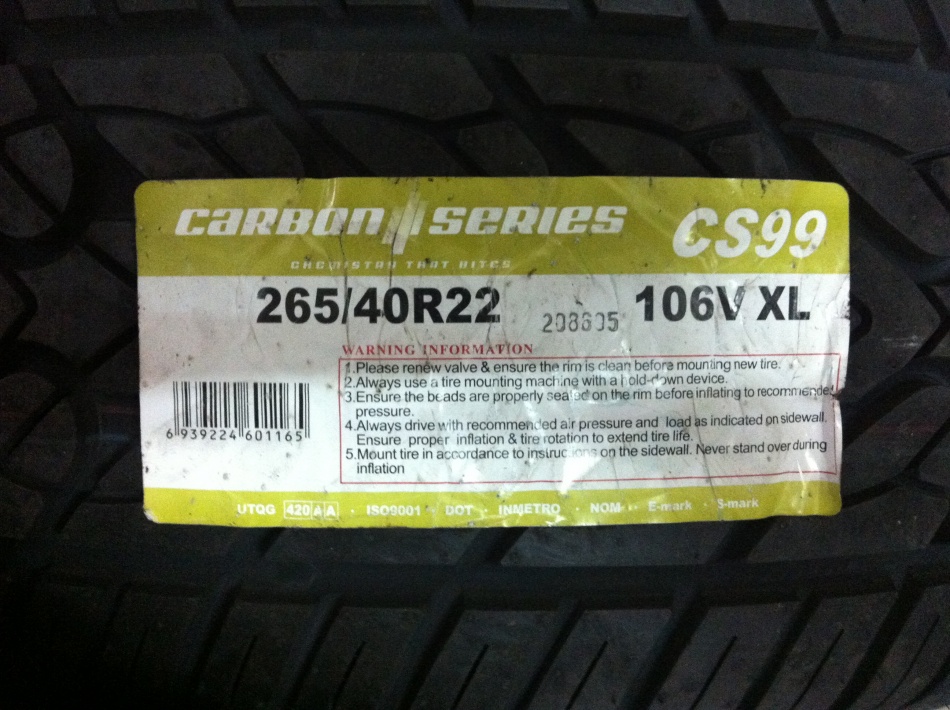 CARBON SERIES
CS99
CHEMISTRY THAT BITES
265/40R22
208605
106V XL
WARNING INFORMATION
1.Please renew valve & ensure the rim is clean before mounting new tire.
2.Always use a tire mounting machine with a hold-down device.
3.Ensure the beads are properly seated on the rim before inflating to recommended
pressure.
4.Always drive with recommended air pressure and load as indicated on sidewall.
Ensure proper inflation & tire rotation to extend tire life.
5.Mount tire in accordance to instructions on the sidewall. Never stand over during
inflation
6 939224 601165
UTQG 420 A A · ISO9001 · DOT · INMETRO · NOM · E-mark · S-mark